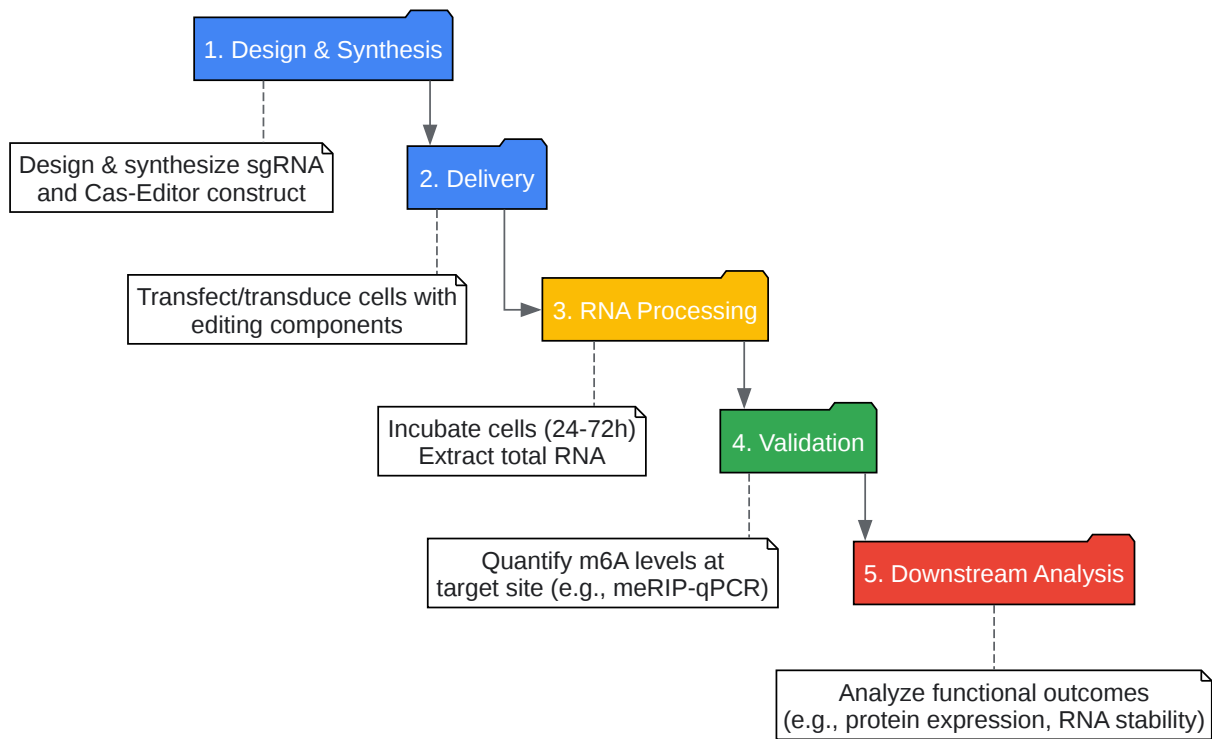 1. Design & Synthesis
Design & synthesize sgRNA
and Cas-Editor construct
2. Delivery
Transfect/transduce cells with
editing components
3. RNA Processing
Incubate cells (24-72h)
Extract total RNA
4. Validation
Quantify m6A levels at
target site (e.g., meRIP-qPCR)
5. Downstream Analysis
Analyze functional outcomes
(e.g., protein expression, RNA stability)